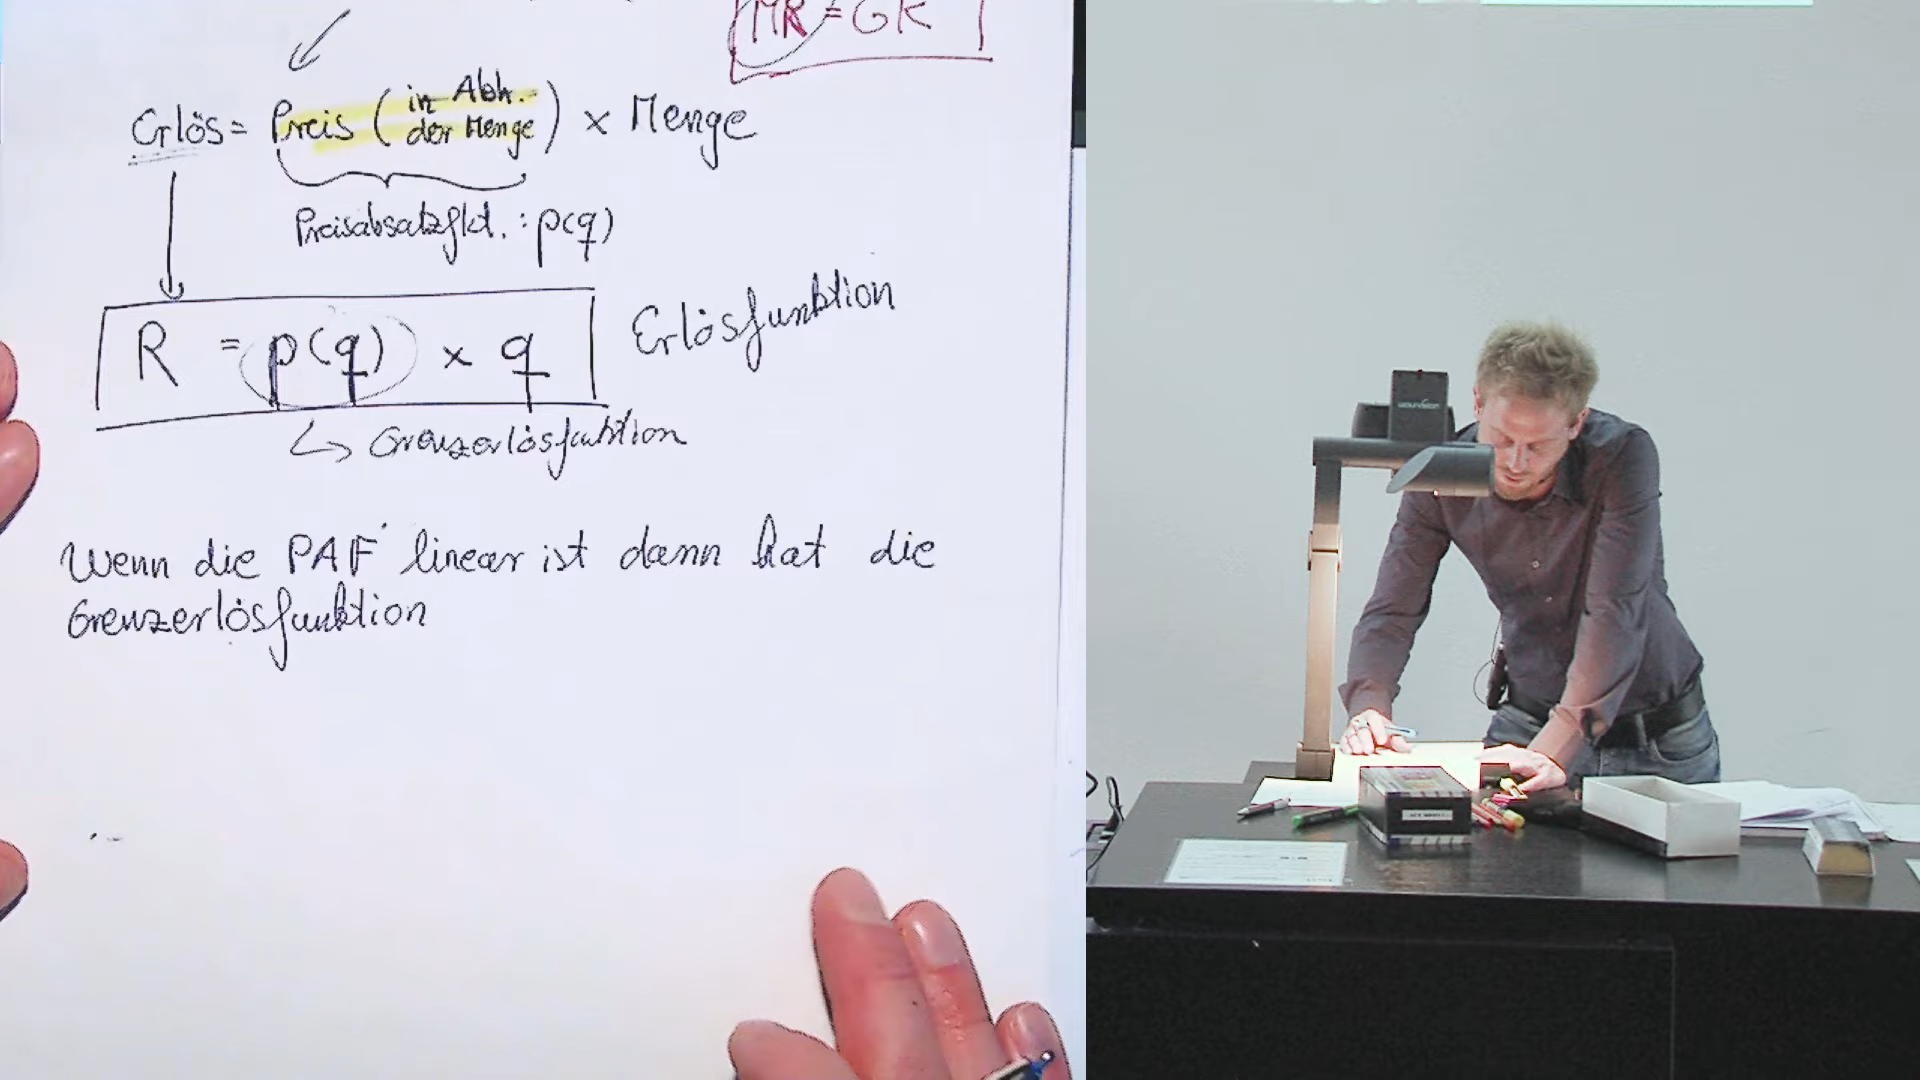 MR = GK
Erlös = Preis (in Abh. der Menge) x Menge
Preisabsatzfkt. : p(q)
R = p(q) x q
Erlösfunktion
Grenzerlösfunktion
Wenn die PAF linear ist dann hat die
Grenzerlösfunktion
wolfvision